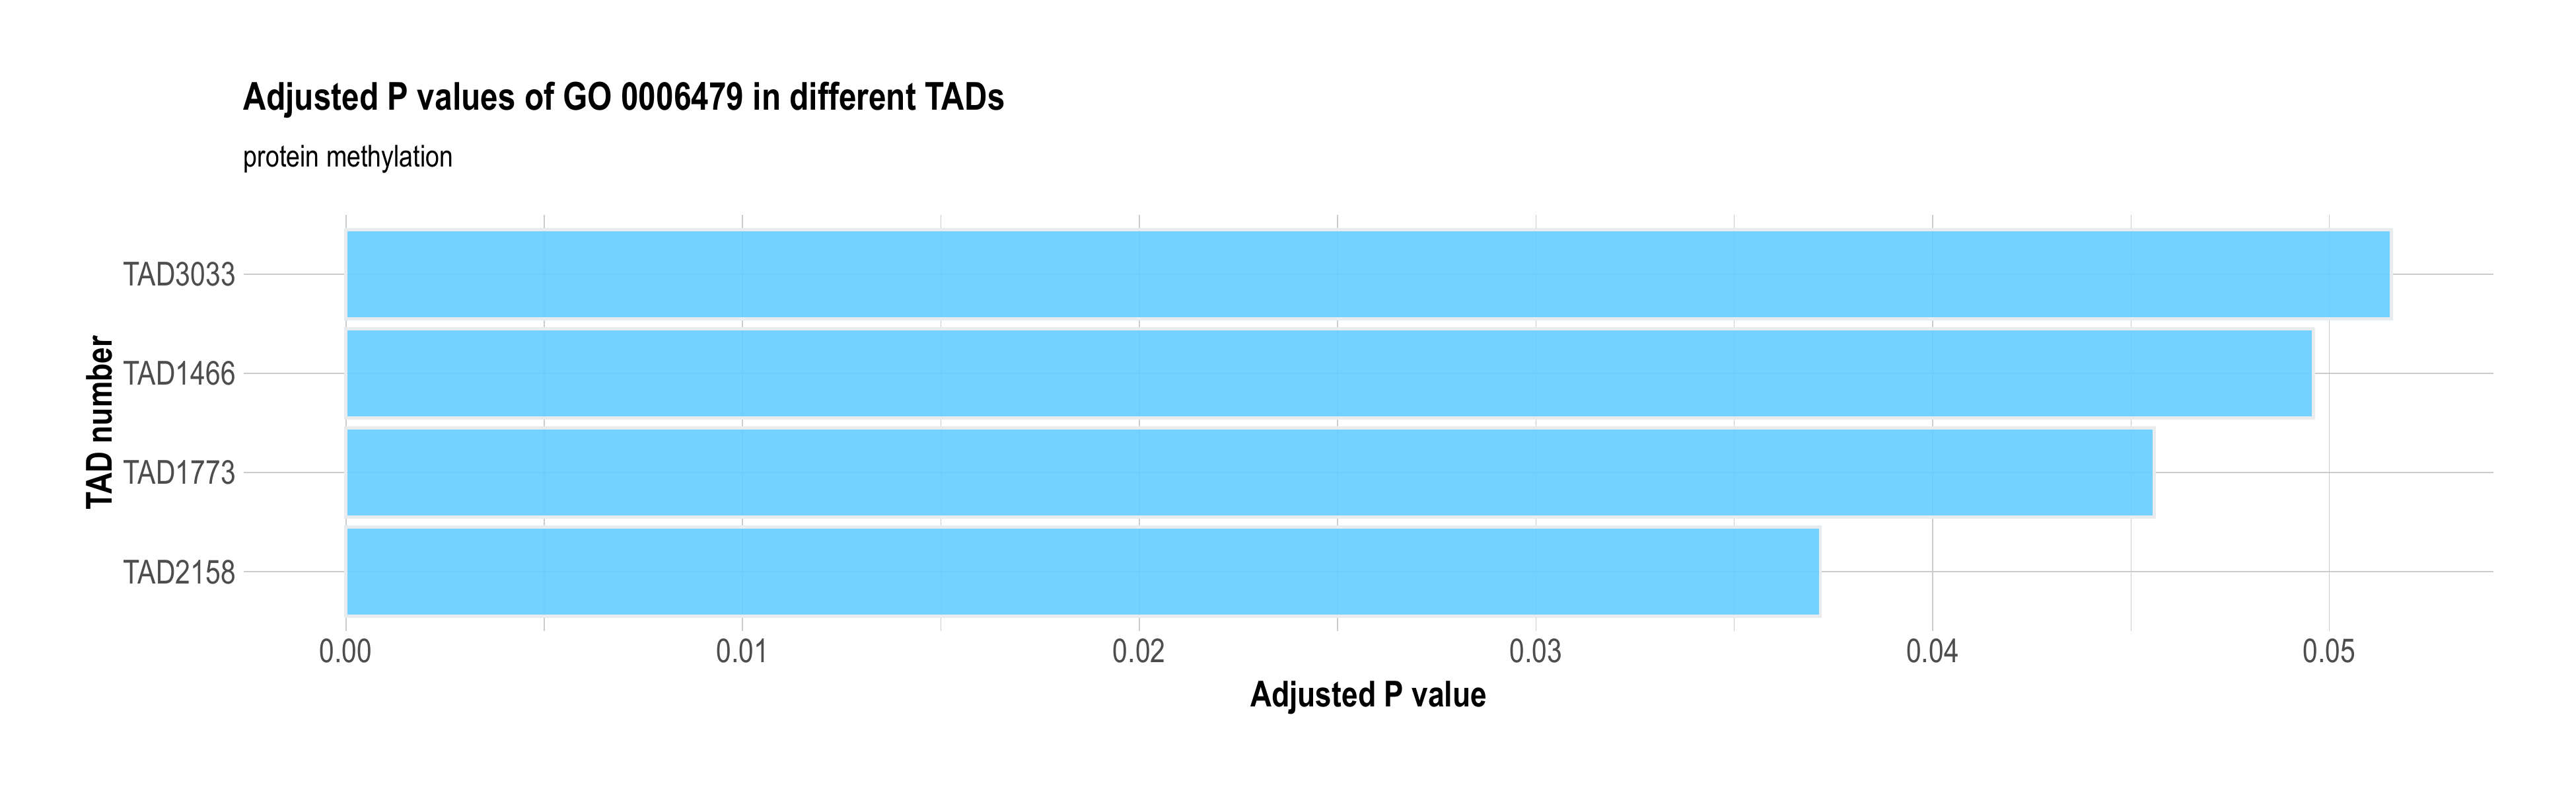 Adjusted P values of GO 0006479 in different TADs
protein methylation
TAD number
TAD3033
TAD1466
TAD1773
TAD2158
0.00 0.01 0.02 0.03 0.04 0.05
Adjusted P value